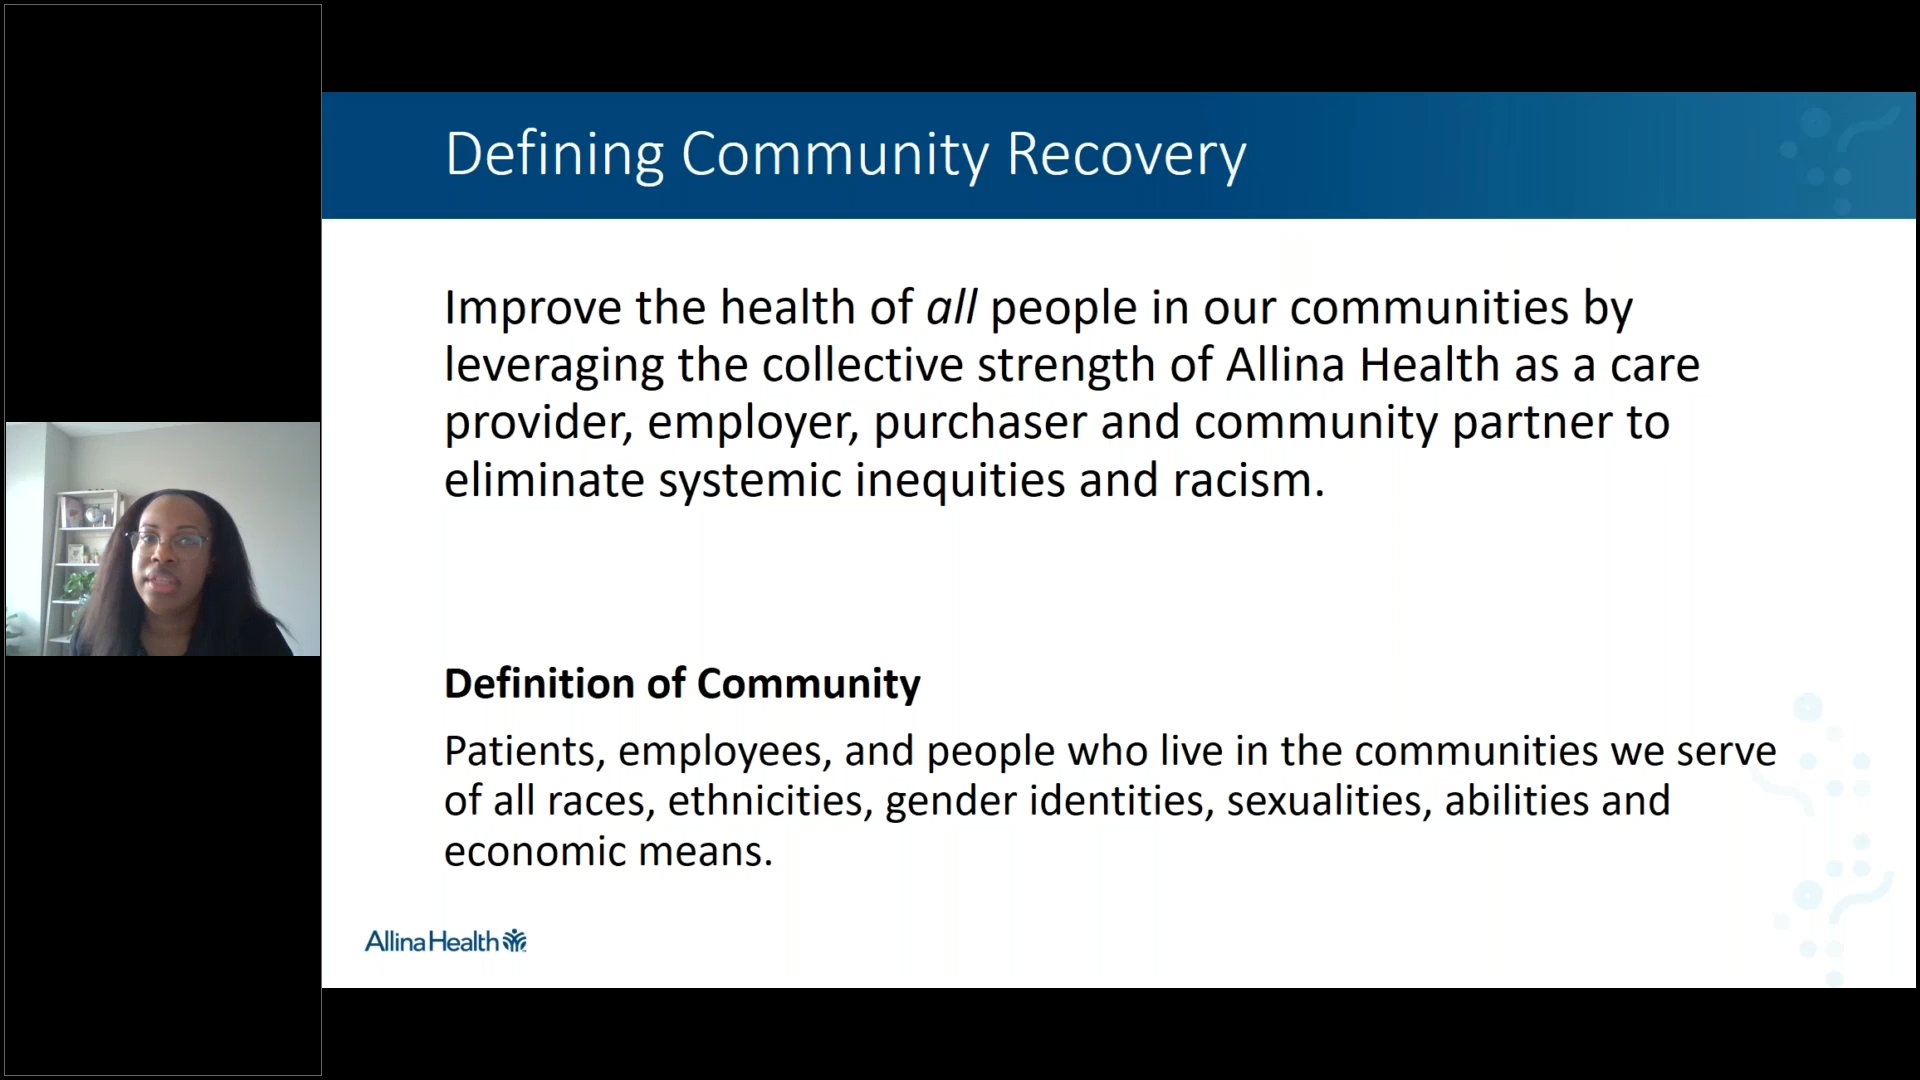 Defining Community Recovery
Improve the health of all people in our communities by
leveraging the collective strength of Allina Health as a care
provider, employer, purchaser and community partner to
eliminate systemic inequities and racism.
Definition of Community
Patients, employees, and people who live in the communities we serve
of all races, ethnicities, gender identities, sexualities, abilities and
economic means.
Allina Health